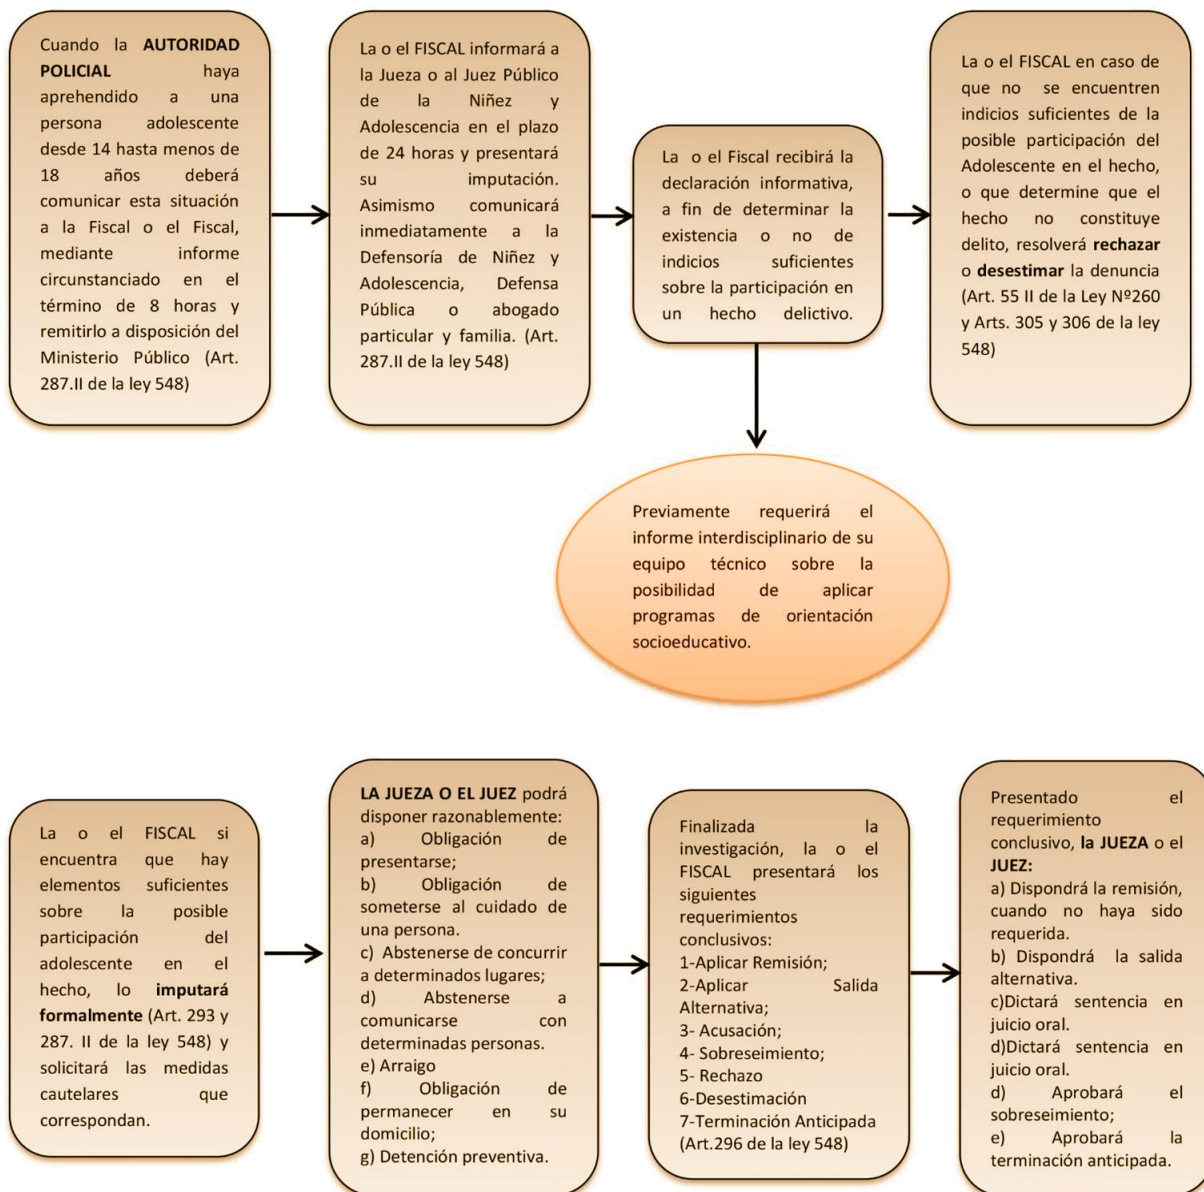 Cuando la AUTORIDAD
POLICIAL haya
aprehendido a una
persona adolescente
desde 14 hasta menos de
18 años deberá
comunicar esta situación
a la Fiscal o el Fiscal,
mediante informe
circunstanciado en el
término de 8 horas y
remitirlo a disposición del
Ministerio Público (Art.
287.II de la ley 548)
La o el FISCAL informará a
la Jueza o al Juez Público
de la Niñez y
Adolescencia en el plazo
de 24 horas y presentará
su imputación.
Asimismo comunicará
inmediatamente a la
Defensoría de Niñez y
Adolescencia, Defensa
Pública o abogado
particular y familia. (Art.
287.II de la ley 548)
La o el Fiscal recibirá la
declaración informativa,
a fin de determinar la
existencia o no de
indicios suficientes
sobre la participación en
un hecho delictivo.
La o el FISCAL en caso de
que no se encuentren
indicios suficientes de la
posible participación del
Adolescente en el hecho,
o que determine que el
hecho no constituye
delito, resolverá rechazar
o desestimar la denuncia
(Art. 55 II de la Ley Nº260
y Arts. 305 y 306 de la ley
548)
Previamente requerirá el
informe interdisciplinario de su
equipo técnico sobre la
posibilidad de aplicar
programas de orientación
socioeducativo.
La o el FISCAL si
encuentra que hay
elementos suficientes
sobre la posible
participación del
adolescente en el
hecho, lo imputará
formalmente (Art. 293 y
287. II de la ley 548) y
solicitará las medidas
cautelares que
correspondan.
LA JUEZA O EL JUEZ podrá
disponer razonablemente:
a) Obligación de
presentarse;
b) Obligación de
someterse al cuidado de
una persona.
c) Abstenerse de concurrir
a determinados lugares;
d) Abstenerse a
comunicarse con
determinadas personas.
e) Arraigo
f) Obligación de
permanecer en su
domicilio;
g) Detención preventiva.
Finalizada la
investigación, la o el
FISCAL presentará los
siguientes
requerimientos
conclusivos:
1-Aplicar Remisión;
2-Aplicar Salida
Alternativa;
3- Acusación;
4- Sobreseimiento;
5- Rechazo
6-Desestimación
7-Terminación Anticipada
(Art.296 de la ley 548)
Presentado el
requerimiento
conclusivo, la JUEZA o el
JUEZ:
a) Dispondrá la remisión,
cuando no haya sido
requerida.
b) Dispondrá la salida
alternativa.
c)Dictará sentencia en
juicio oral.
d)Dictará sentencia en
juicio oral.
d) Aprobará el
sobreseimiento;
e) Aprobará la
terminación anticipada.